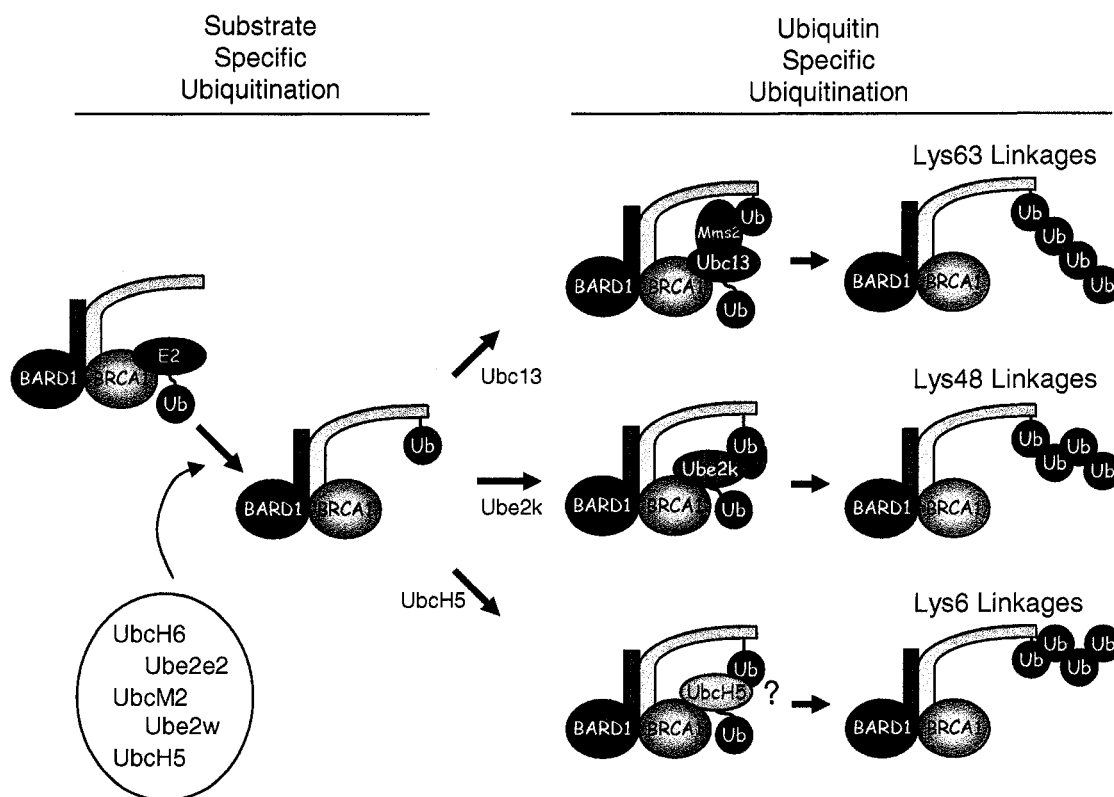 Substrate
Specific
Ubiquitination
Ubiquitin
Specific
Ubiquitination
Lys63 Linkages
Mms2
Ub
Ubc13
BARD1
BRCA1
Ub
BARD1
BRCA1
Ub
Ub
Ub
Ub
BARD1
BRCA
E2
Ub
Ubc13
Lys48 Linkages
BARD1
BRCA1
Ub
Ube2k
Ub
Ube2k
BARD1
BRCA1
Ub
BARD1
BRCA1
Ub
Ub
Ub
Ub
UbcH5
Lys6 Linkages
Ub
UbcH5 ?
BARD1
BRCA1
Ub
BARD1
BRCA1
Ub
Ub
Ub
Ub
UbcH6
Ube2e2
UbcM2
Ube2w
UbcH5